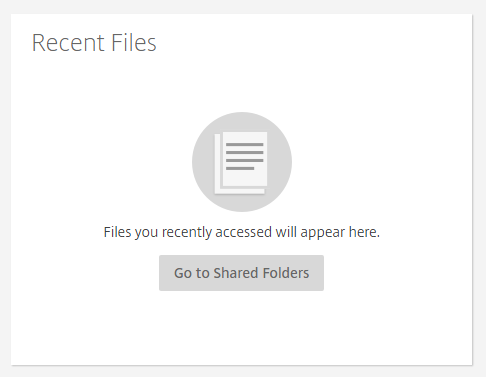 Recent Files
Files you recently accessed will appear here.
Go to Shared Folders